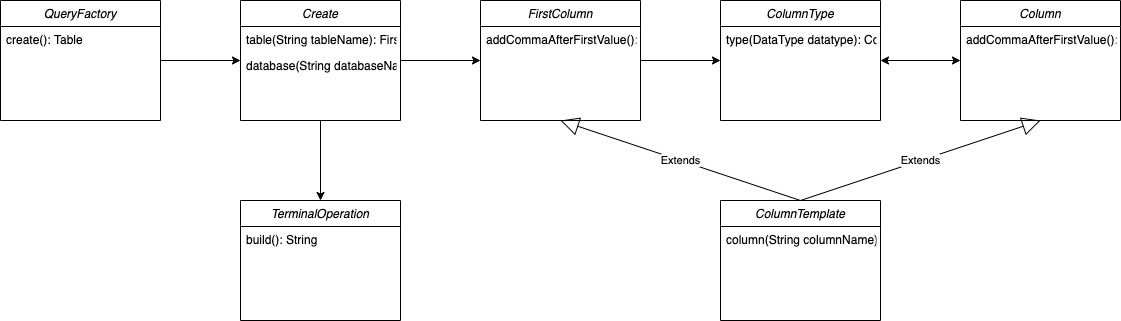 QueryFactory
create(): Table
Create
table(String tableName): Firs
database(String databaseNa
FirstColumn
addCommaAfterFirstValue():
ColumnType
type(DataType datatype): Co
Column
addCommaAfterFirstValue():
Extends
Extends
TerminalOperation
build(): String
ColumnTemplate
column(String columnName)